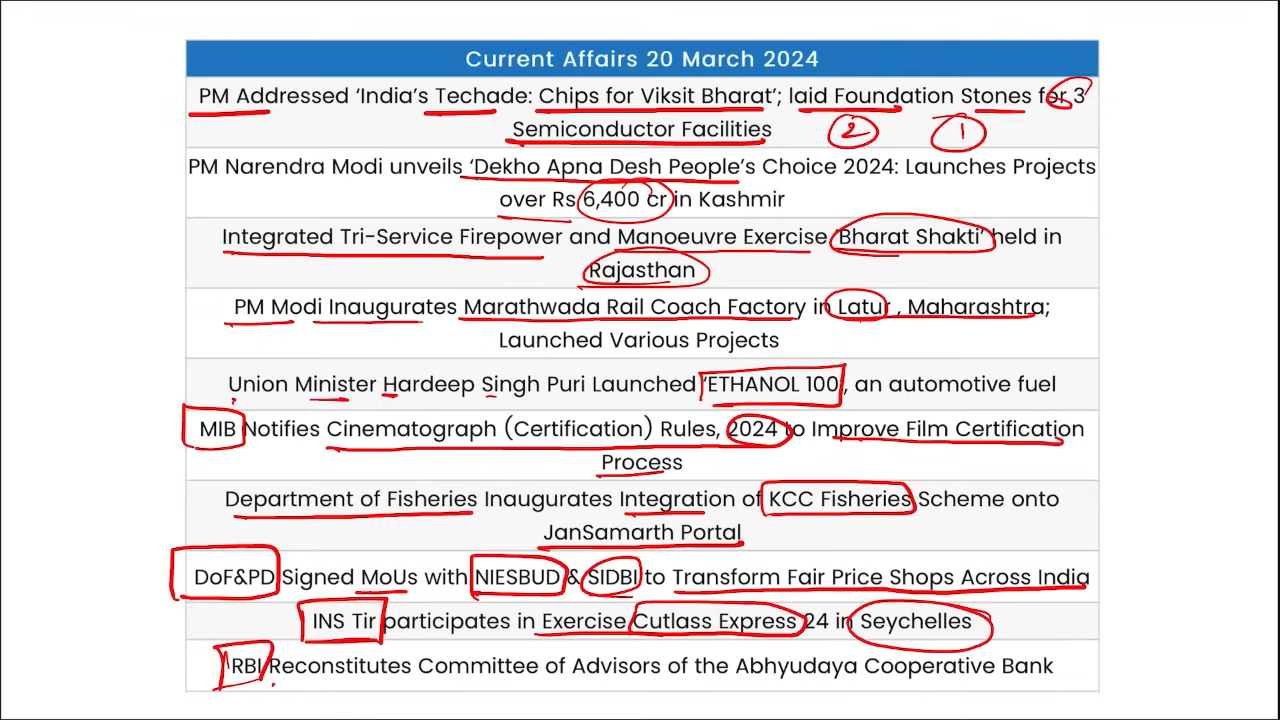 Current Affairs 20 March 2024
PM Addressed 'India's Techade: Chips for Viksit Bharat'; laid Foundation Stones for 3
Semiconductor Facilities
2 1
PM Narendra Modi unveils 'Dekho Apna Desh People's Choice 2024: Launches Projects
over Rs 6,400 cr in Kashmir
Integrated Tri-Service Firepower and Manoeuvre Exercise 'Bharat Shakti' held in
Rajasthan
PM Modi Inaugurates Marathwada Rail Coach Factory in Latur , Maharashtra;
Launched Various Projects
Union Minister Hardeep Singh Puri Launched 'ETHANOL 100', an automotive fuel
MIB Notifies Cinematograph (Certification) Rules, 2024 to Improve Film Certification
Process
Department of Fisheries Inaugurates Integration of KCC Fisheries Scheme onto
JanSamarth Portal
DoF&PD Signed MoUs with NIESBUD & SIDBI to Transform Fair Price Shops Across India
INS Tir participates in Exercise Cutlass Express 24 in Seychelles
RBI Reconstitutes Committee of Advisors of the Abhyudaya Cooperative Bank